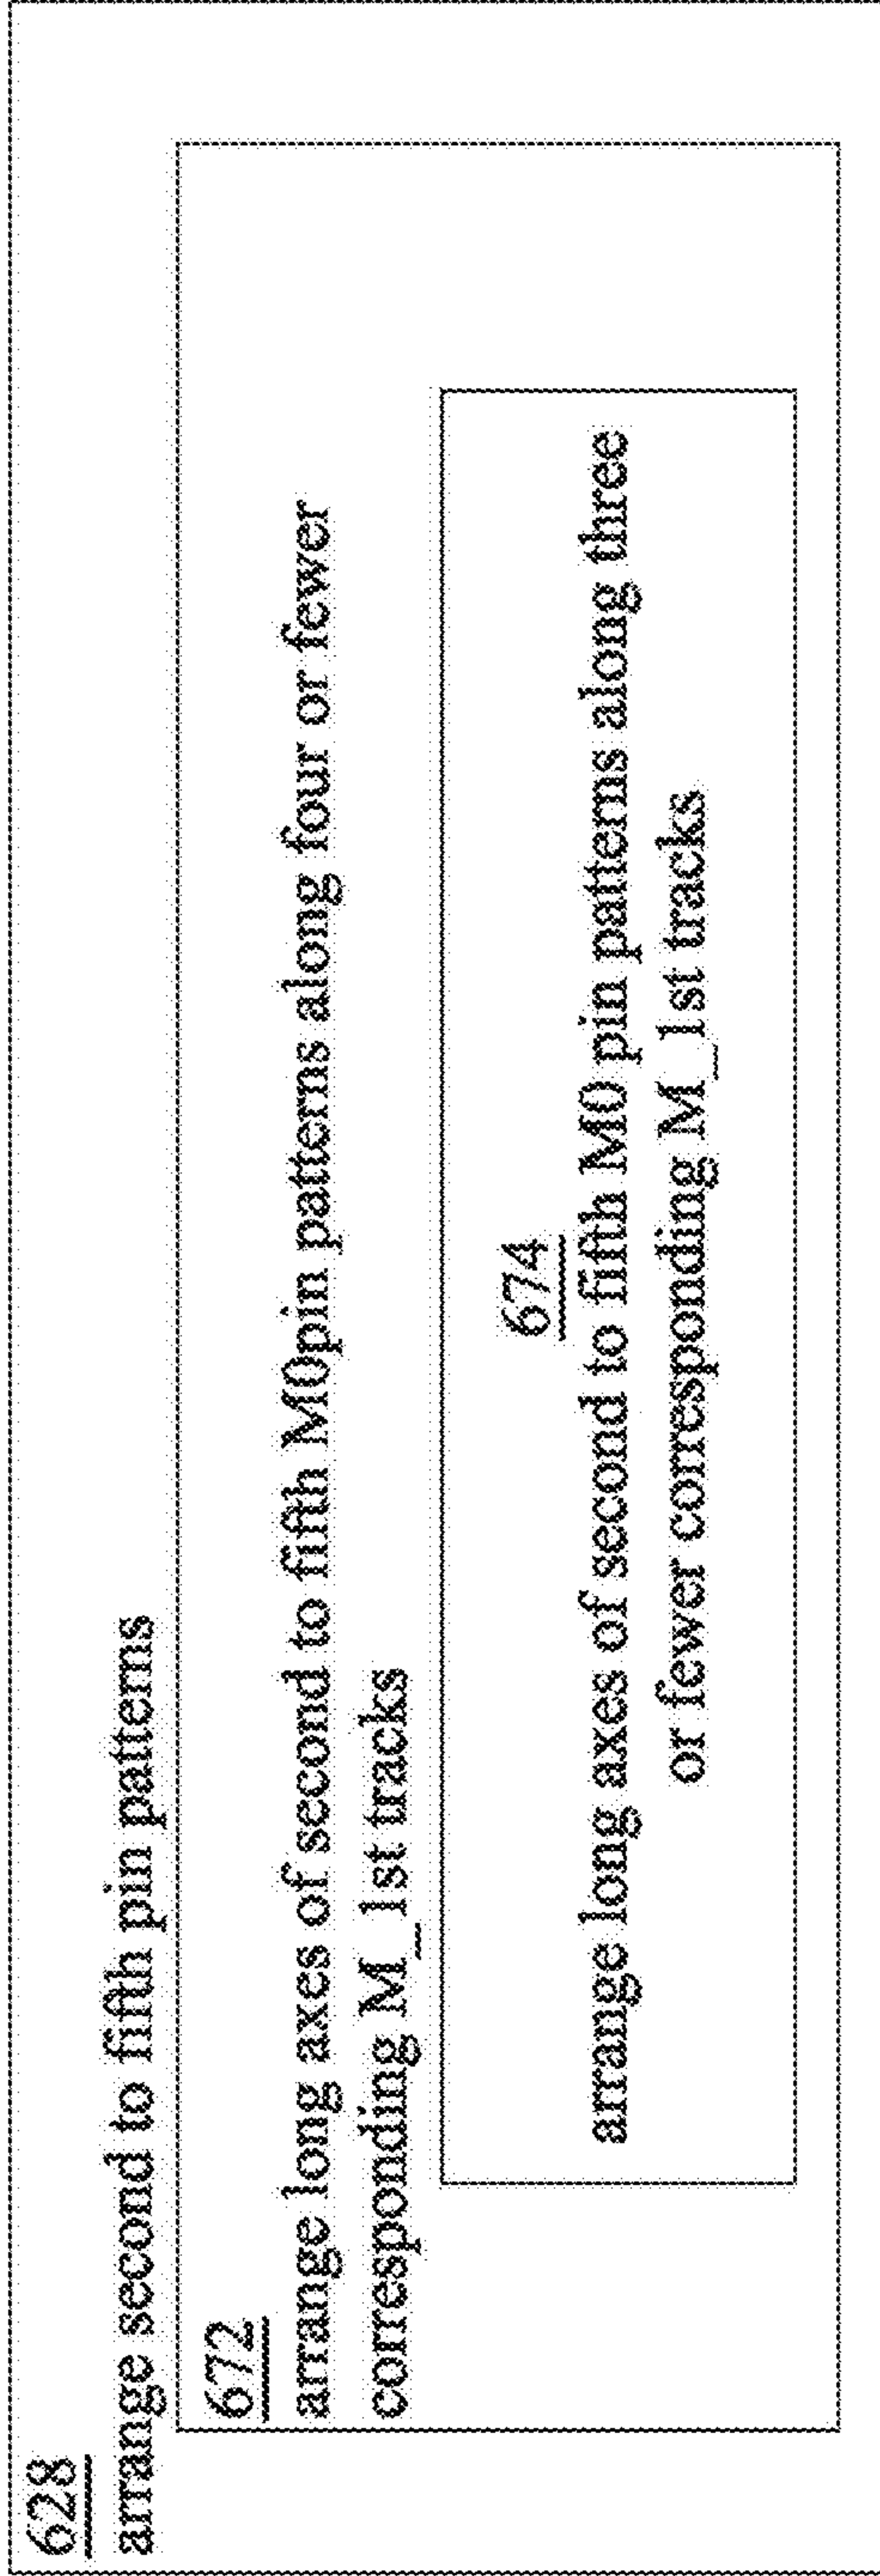 628
arrange second to fifth pin patterns
672
arrange long axes of second to fifth M0pin patterns along four or fewer
corresponding M_1st tracks
674
arrange long axes of second to fifth M0 pin patterns along three
or fewer corresponding M_1st tracks